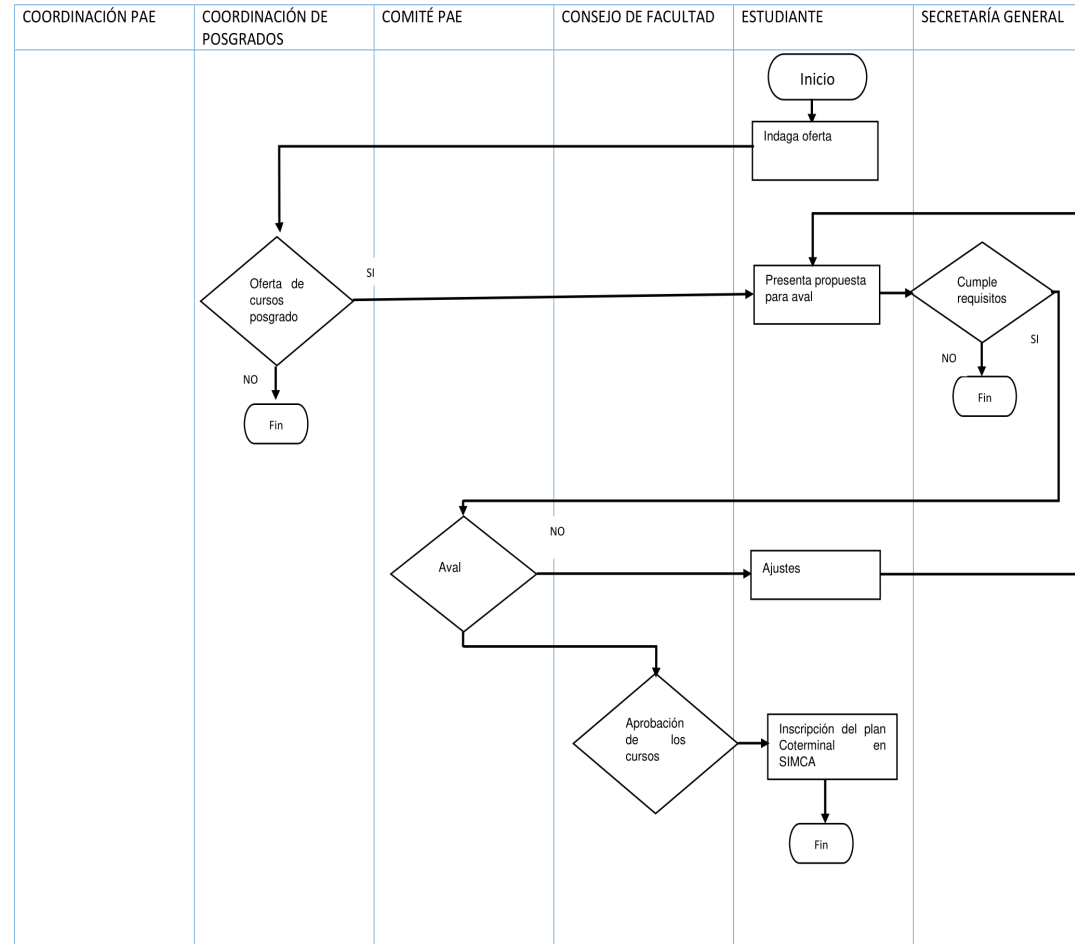 COORDINACIÓN PAE
COORDINACIÓN DE
POSGRADOS
COMITÉ PAE
CONSEJO DE FACULTAD
ESTUDIANTE
SECRETARÍA GENERAL
Inicio
Indaga oferta
Oferta de
cursos
posgrado
SI
NO
Fin
Presenta propuesta
para aval
Cumple
requisitos
SI
NO
Fin
Aval
NO
Ajustes
Aprobación
de los
cursos
Inscripción del plan
Coterminal en
SIMCA
Fin